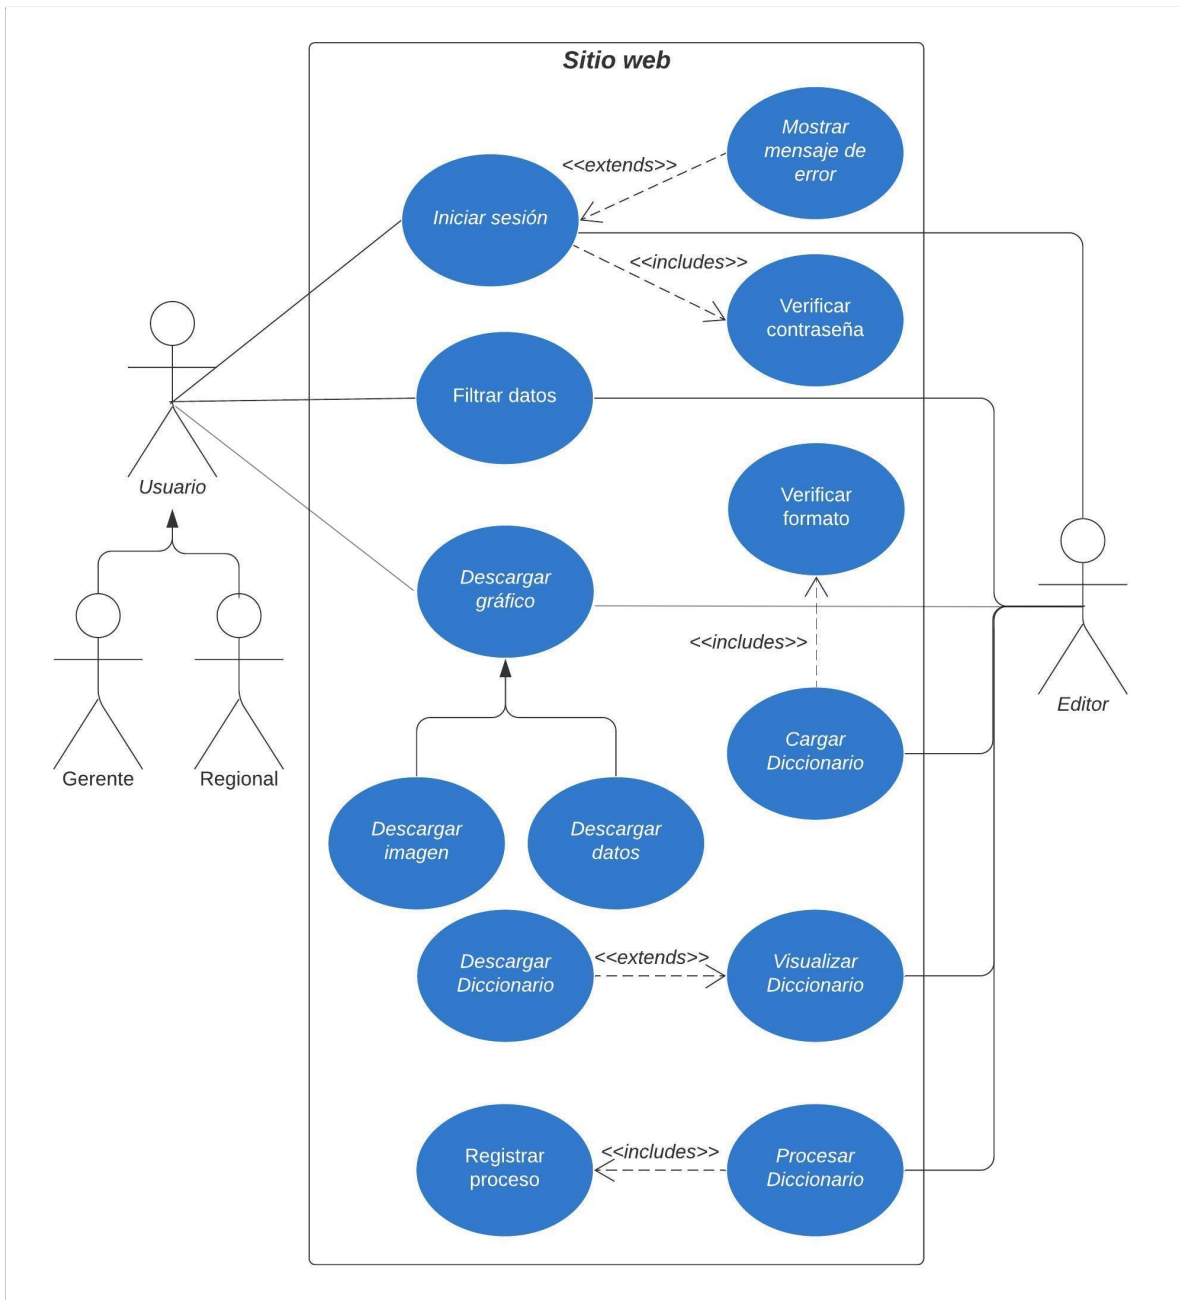 Sitio web
Mostrar
mensaje de
error
<<extends>>
Iniciar sesión
<<includes>>
Verificar
contraseña
Filtrar datos
Usuario
Verificar
formato
Descargar
gráfico
<<includes>>
Editor
Gerente
Regional
Cargar
Diccionario
Descargar
imagen
Descargar
datos
Descargar
Diccionario
<<extends>>
Visualizar
Diccionario
Registrar
proceso
<<includes>>
Procesar
Diccionario